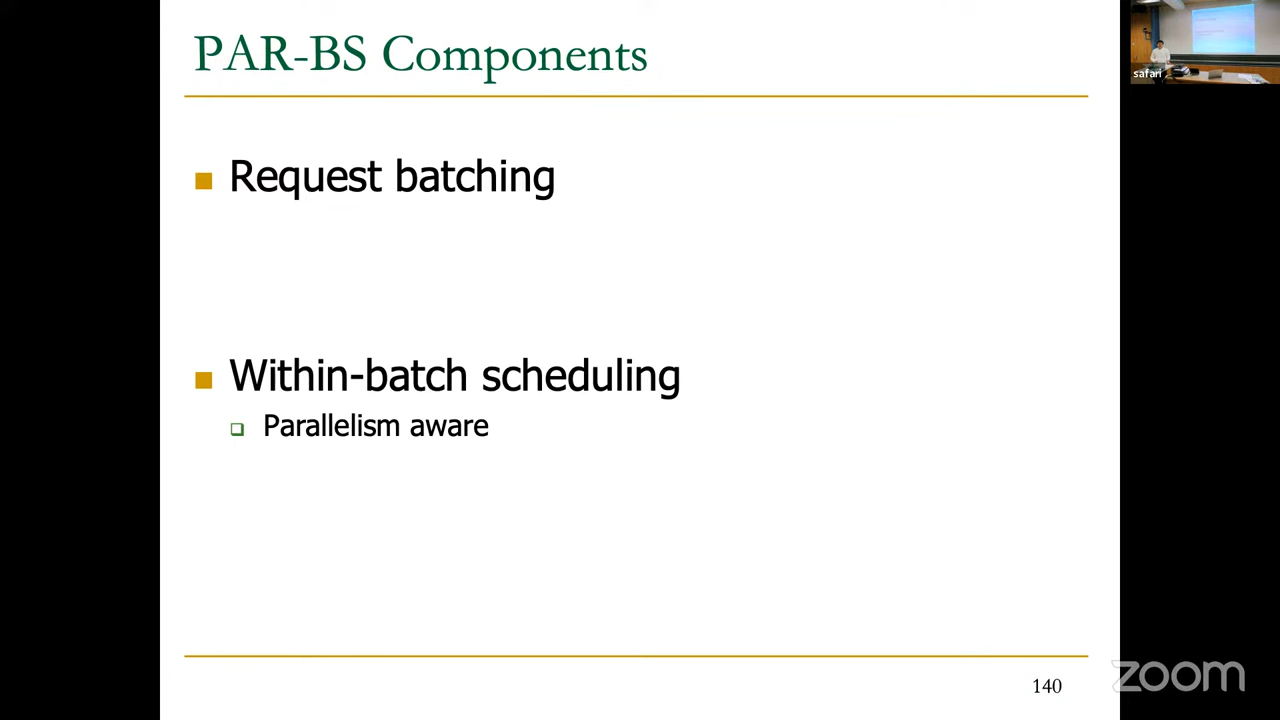 PAR-BS Components
safari
Request batching
Within-batch scheduling
Parallelism aware
140
zoom